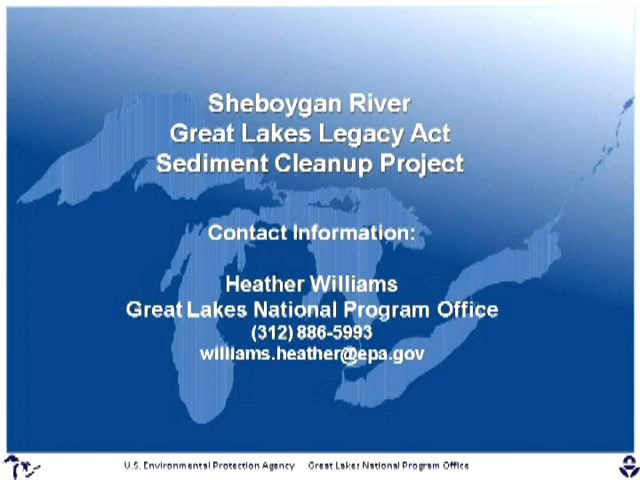 Sheboygan River
Great Lakes Legacy Act
Sediment Cleanup Project
Contact Information:
Heather Williams
Great Lakes National Program Office
(312) 886-5993
williams.heather@epa.gov
U.S. Environmental Protection Agency Great Lakes National Program Office